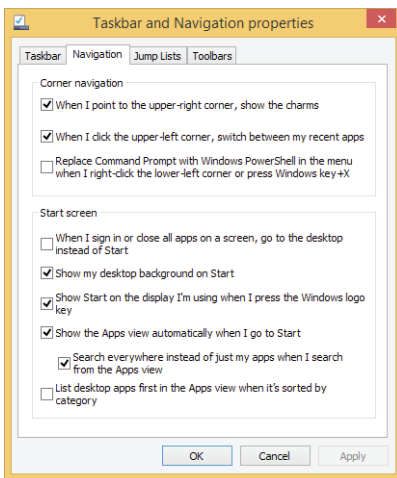 Taskbar and Navigation properties
Taskbar Navigation Jump Lists Toolbars
Corner navigation
When I point to the upper-right corner, show the charms
When I click the upper-left corner, switch between my recent apps
Replace Command Prompt with Windows PowerShell in the menu
when I right-click the lower-left corner or press Windows key+X
Start screen
When I sign in or close all apps on a screen, go to the desktop
instead of Start
Show my desktop background on Start
Show Start on the display I'm using when I press the Windows logo
key
Show the Apps view automatically when I go to Start
Search everywhere instead of just my apps when I search
from the Apps view
List desktop apps first in the Apps view when it's sorted by
category
OK Cancel Apply